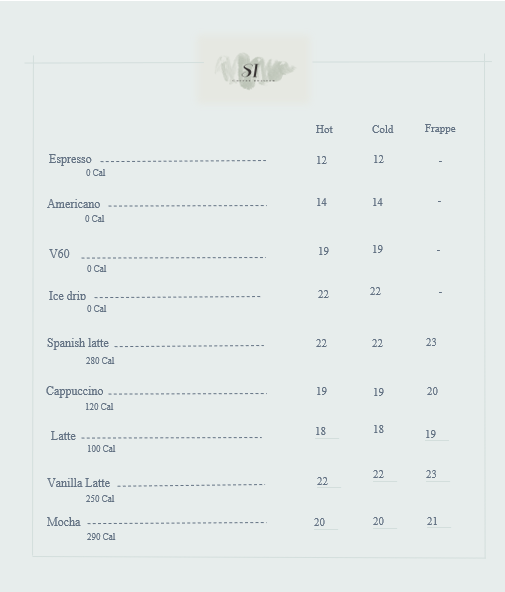 SI
Hot Cold Frappe
Espresso ---------------------------------- 12 12 -
0 Cal
Americano -------------------------------- 14 14 -
0 Cal
V60 -------------------------------------- 19 19 -
0 Cal
Ice drip ---------------------------------- 22 22 -
0 Cal
Spanish latte ------------------------------ 22 22 23
280 Cal
Cappuccino ------------------------------- 19 19 20
120 Cal
Latte ------------------------------------- 18 18 19
100 Cal
Vanilla Latte ------------------------------ 22 22 23
250 Cal
Mocha ------------------------------------ 20 20 21
290 Cal